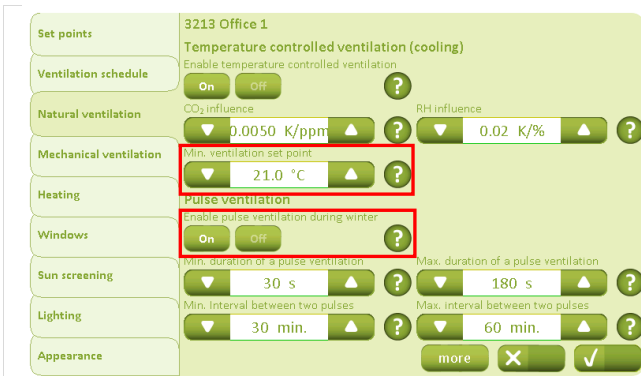 Set points
Ventilation schedule
Natural ventilation
Mechanical ventilation
Heating
Windows
Sun screening
Lighting
Appearance
3213 Office 1
Temperature controlled ventilation (cooling)
Enable temperature controlled ventilation
On Off ?
CO₂ influence RH influence
0.0050 K/ppm ? 0.02 K/% ?
Min. ventilation set point
21.0 °C ?
Pulse ventilation
Enable pulse ventilation during winter
On Off ?
Min. duration of a pulse ventilation Max. duration of a pulse ventilation
30 s ? 180 s ?
Min. Interval between two pulses Max. interval between two pulses
30 min. ? 60 min. ?
more